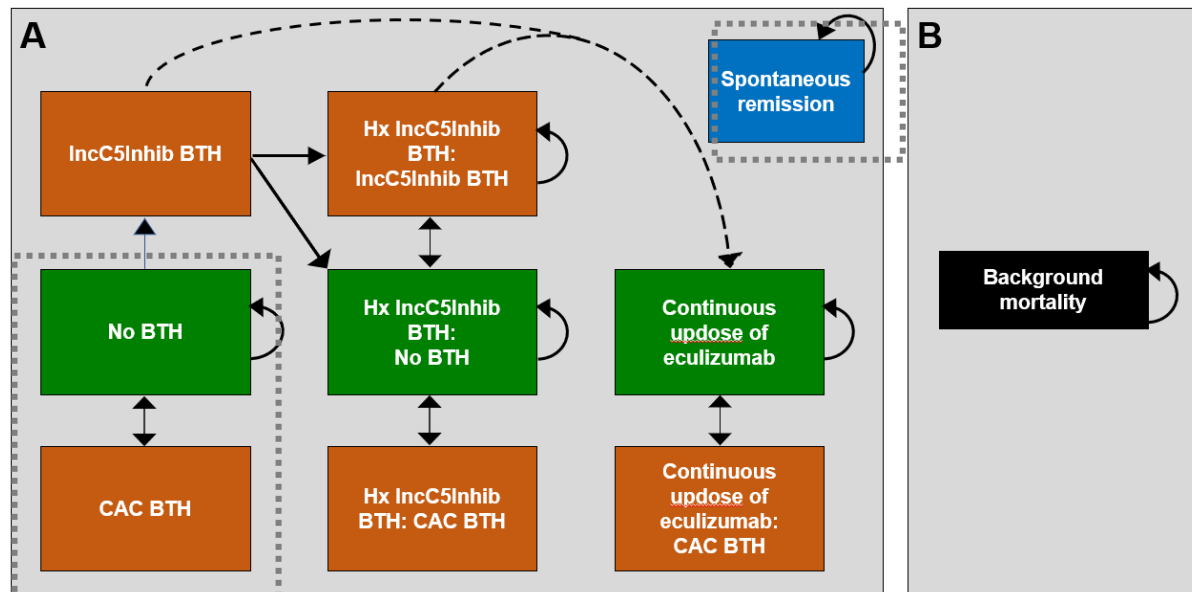 A
B
Spontaneous
remission
IncC5Inhib BTH
Hx IncC5Inhib
BTH:
IncC5Inhib BTH
No BTH
Hx IncC5Inhib
BTH:
No BTH
Continuous
updose of
eculizumab
Background
mortality
CAC BTH
Hx IncC5Inhib
BTH: CAC BTH
Continuous
updose of
eculizumab:
CAC BTH